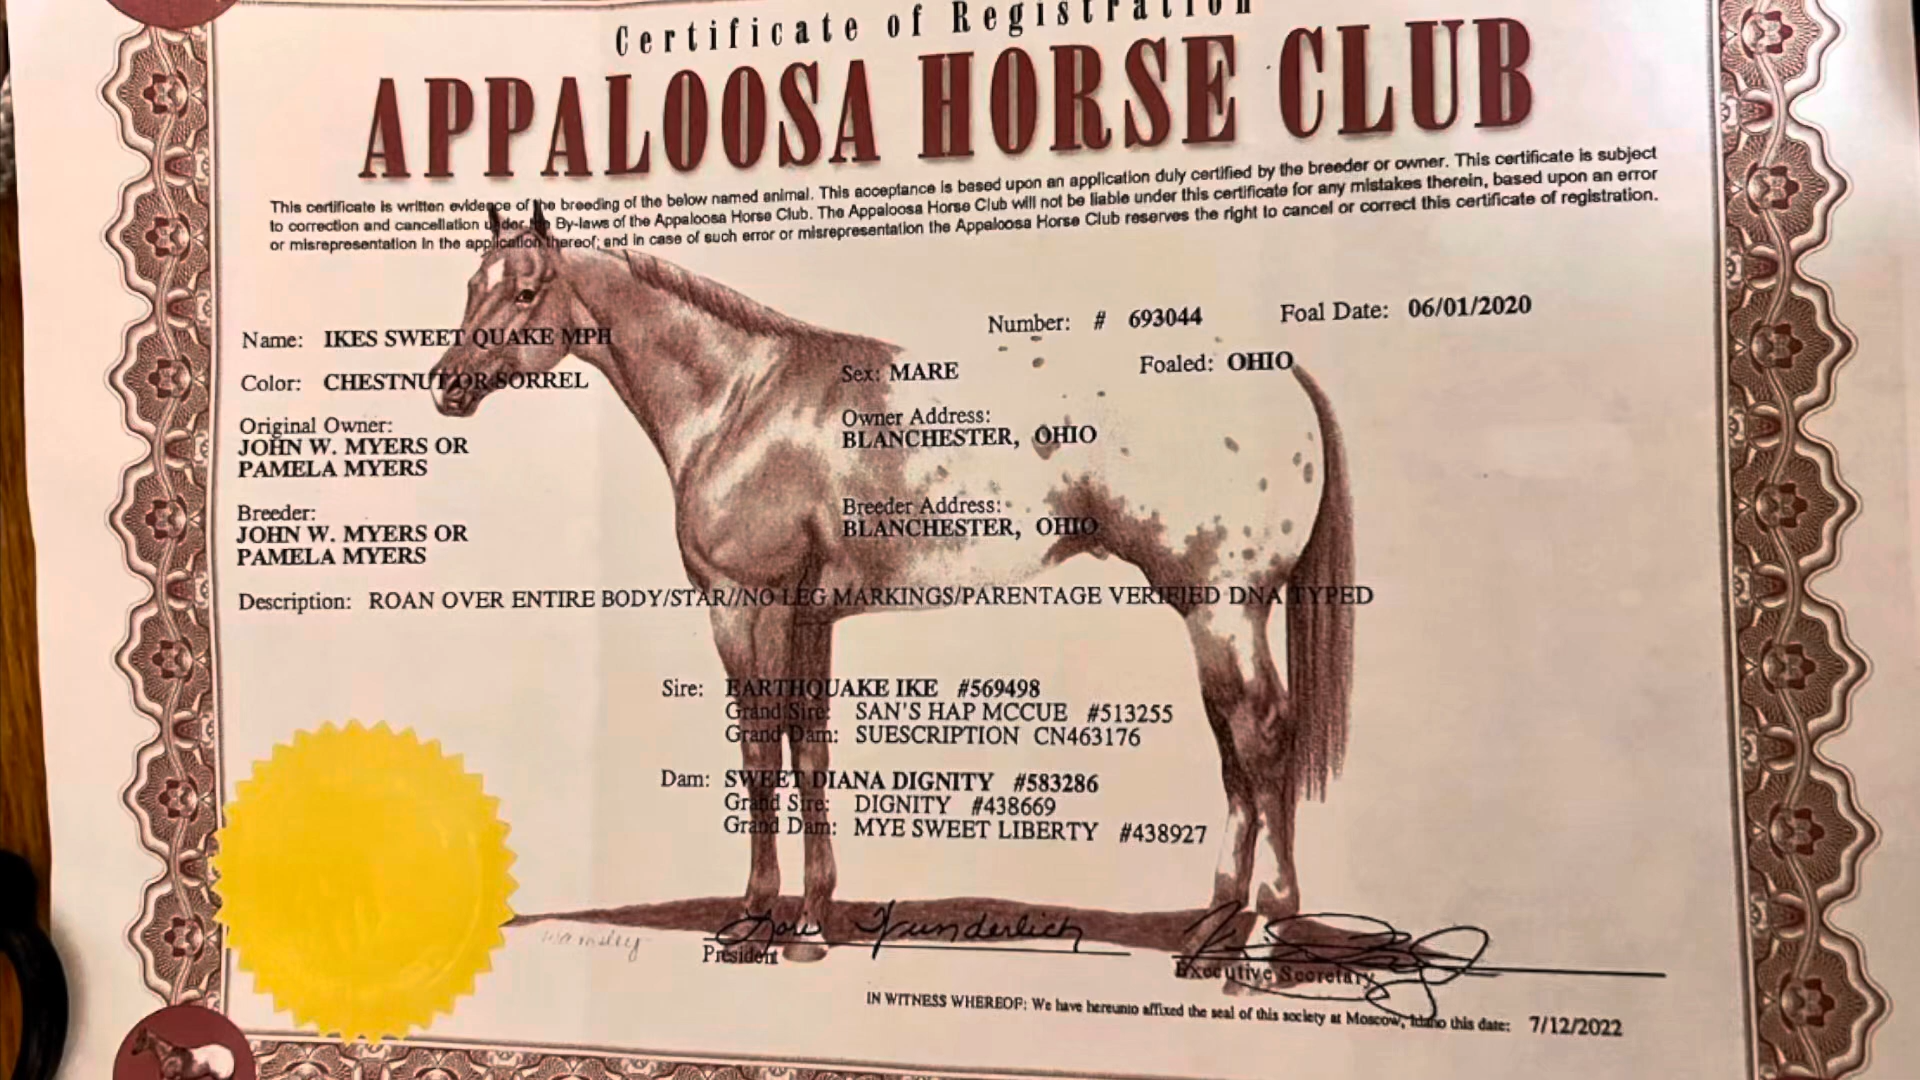 Certificate of Registration
APPALOOSA HORSE CLUB
This certificate is written evidence of the breeding of the below named animal. This acceptance is based upon an application duly certified by the breeder or owner. This certificate is subject
to correction and cancellation under the By-laws of the Appaloosa Horse Club. The Appaloosa Horse Club will not be liable under this certificate for any mistakes therein, based upon an error
or misrepresentation in the application thereof; and in case of such error or misrepresentation the Appaloosa Horse Club reserves the right to cancel or correct this certificate of registration.
Name: IKES SWEET QUAKE MPH Number: # 693044 Foal Date: 06/01/2020
Color: CHESTNUT OR SORREL Sex: MARE Foaled: OHIO
Original Owner: Owner Address:
JOHN W. MYERS OR BLANCHESTER, OHIO
PAMELA MYERS
Breeder: Breeder Address:
JOHN W. MYERS OR BLANCHESTER, OHIO
PAMELA MYERS
Description: ROAN OVER ENTIRE BODY/STAR//NO LEG MARKINGS/PARENTAGE VERIFIED DNA TYPED
Sire: EARTHQUAKE IKE #569498
Grand Sire: SAN'S HAP MCCUE #513255
Grand Dam: SUESCRIPTION CN463176
Dam: SWEET DIANA DIGNITY #583286
Grand Sire: DIGNITY #438669
Grand Dam: MYE SWEET LIBERTY #438927
Wamsley Lori Wunderlich
President Executive Secretary
IN WITNESS WHEREOF: We have hereunto affixed the seal of this society at Moscow, Idaho this date: 7/12/2022